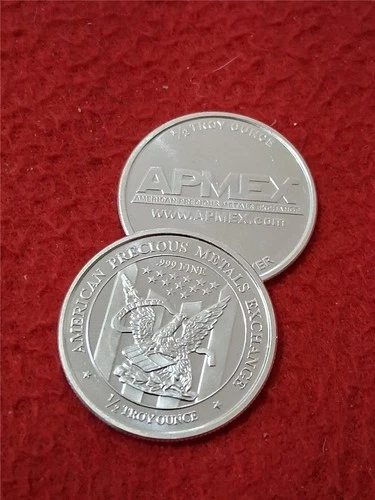 1/2 TROY OUNCE
APMEX
AMERICAN PRECIOUS METALS EXCHANGE
www.APMEX.com
AMERICAN PRECIOUS METALS EXCHANGE
.999 FINE
1/2 TROY OUNCE